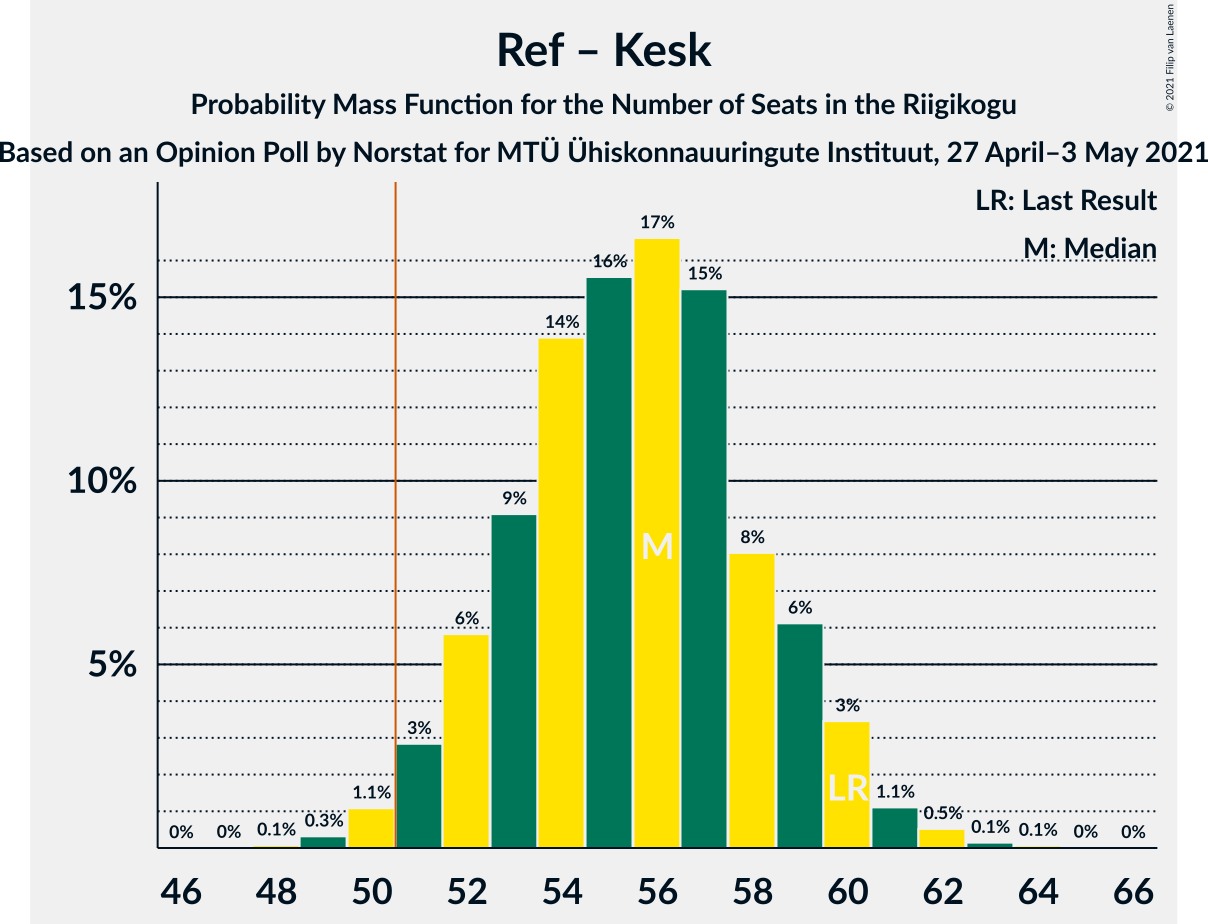 Ref – Kesk
Probability Mass Function for the Number of Seats in the Riigikogu
Based on an Opinion Poll by Norstat for MTÜ Ühiskonnauuringute Instituut, 27 April–3 May 2021
© 2021 Filip van Laenen
LR: Last Result
M: Median
15%
10%
5%
0%
0%
0.1%
0.3%
1.1%
3%
6%
9%
14%
16%
17%
15%
8%
6%
3%
1.1%
0.5%
0.1%
0.1%
0%
0%
M
LR
46 48 50 52 54 56 58 60 62 64 66